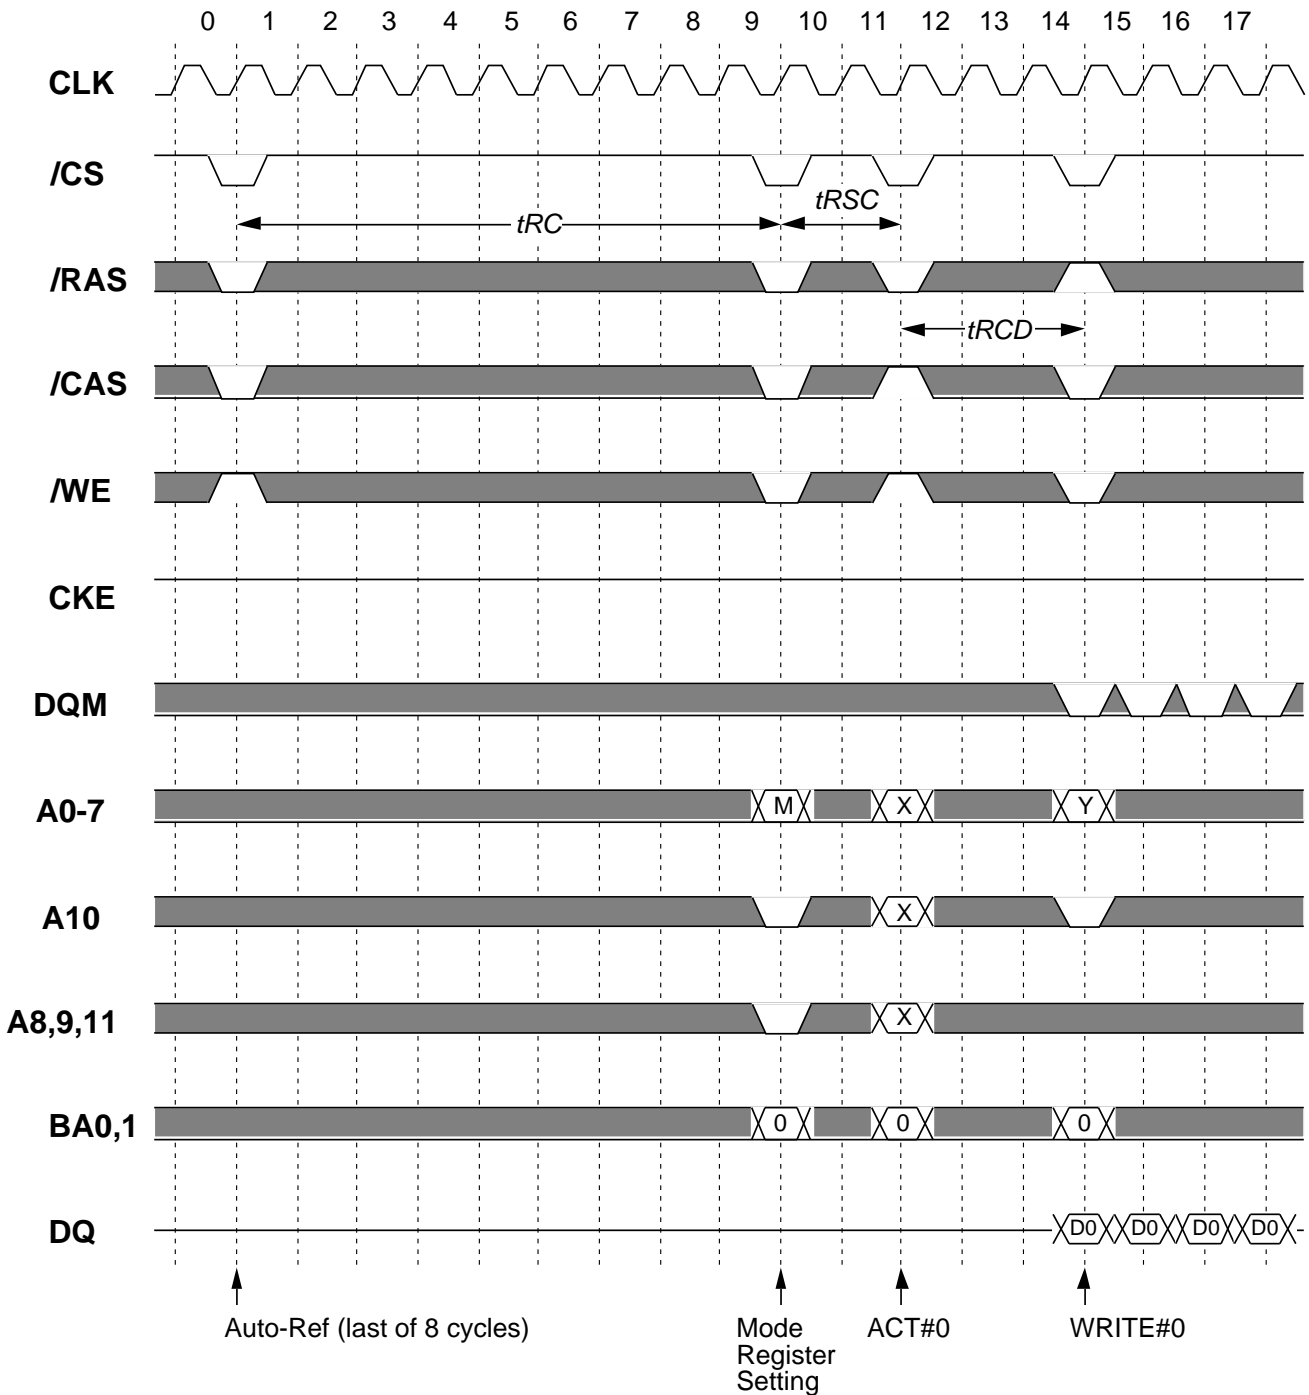 0 1 2 3 4 5 6 7 8 9 10 11 12 13 14 15 16 17
CLK
/CS
tRSC
tRC
/RAS
tRCD
/CAS
/WE
CKE
DQM
A0-7 M X Y
A10 X
A8,9,11 X
BA0,1 0 0 0
DQ D0 D0 D0 D0
Auto-Ref (last of 8 cycles) Mode ACT#0 WRITE#0
Register
Setting